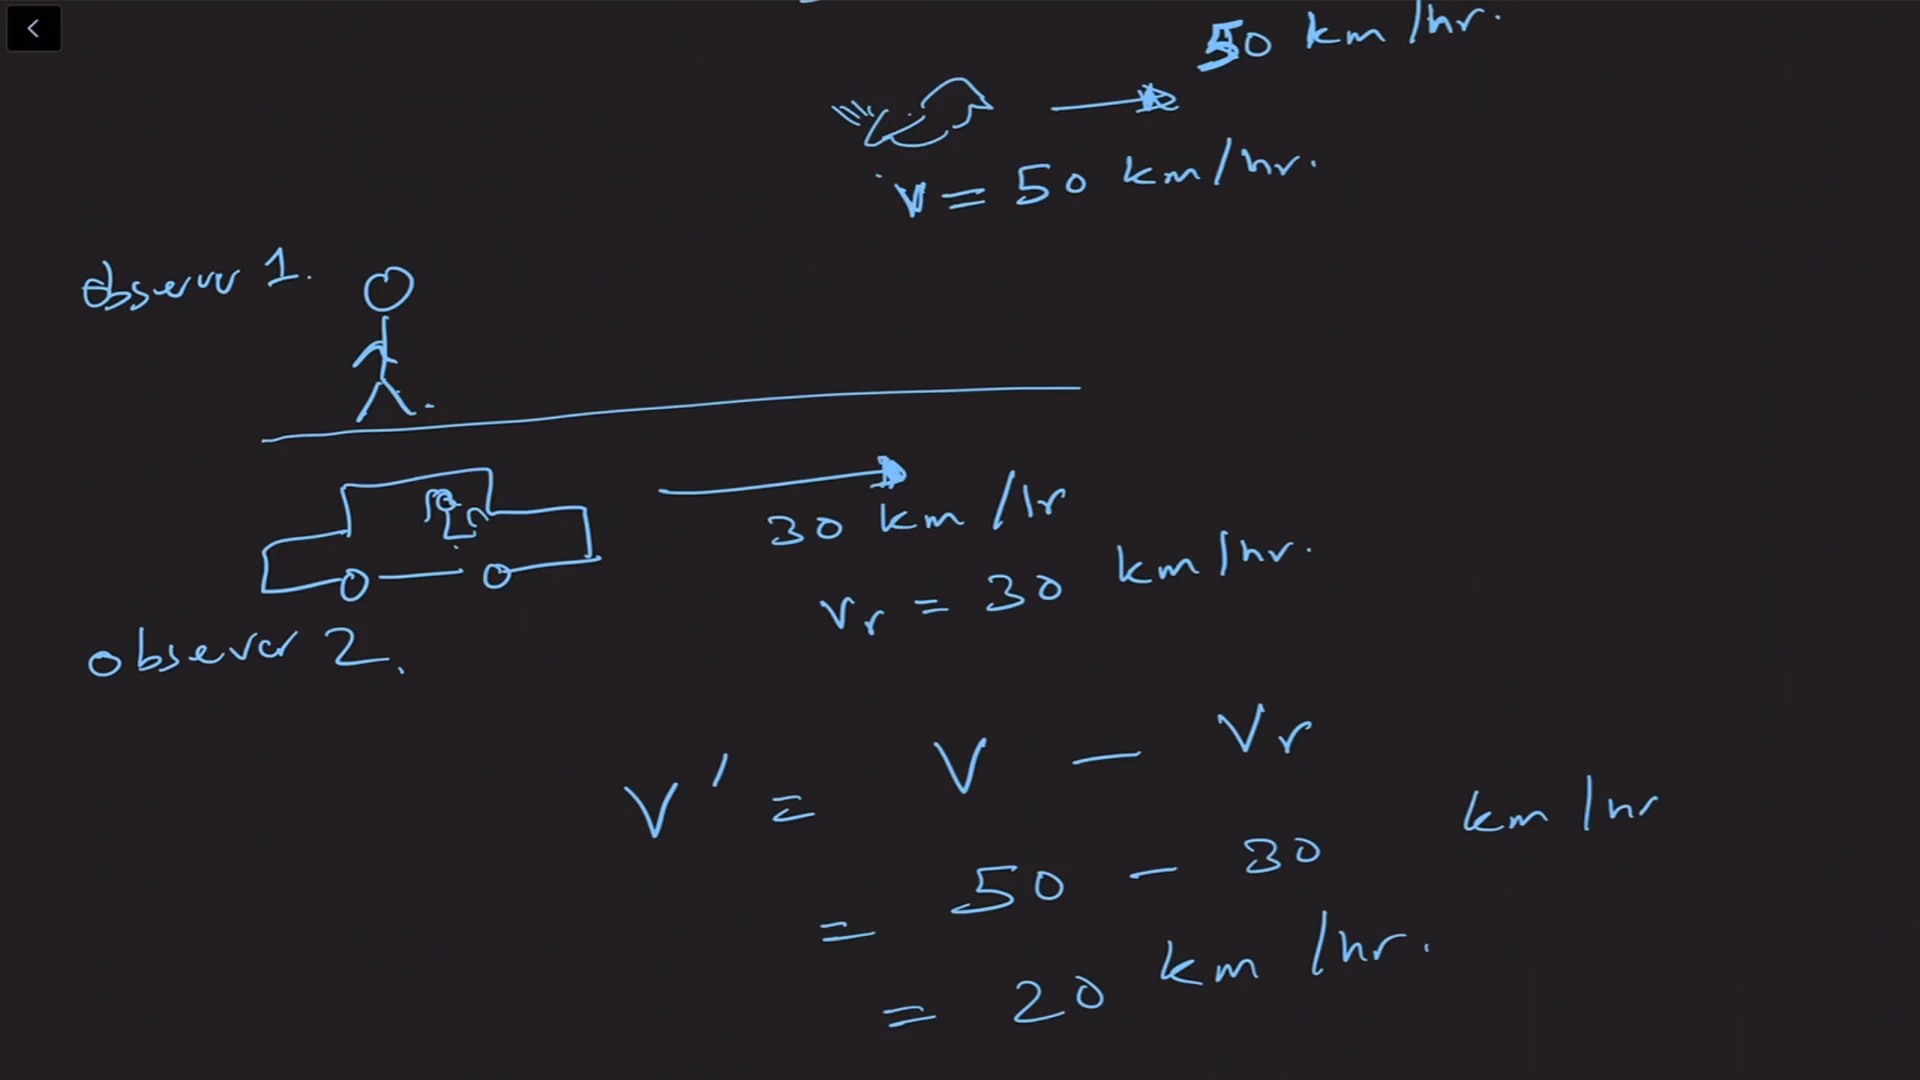 50 km/hr.
v = 50 km/hr.
observer 1.
30 km/hr
vr = 30 km/hr.
observer 2.
V' = V - Vr
= 50 - 30 km/hr
= 20 km/hr.